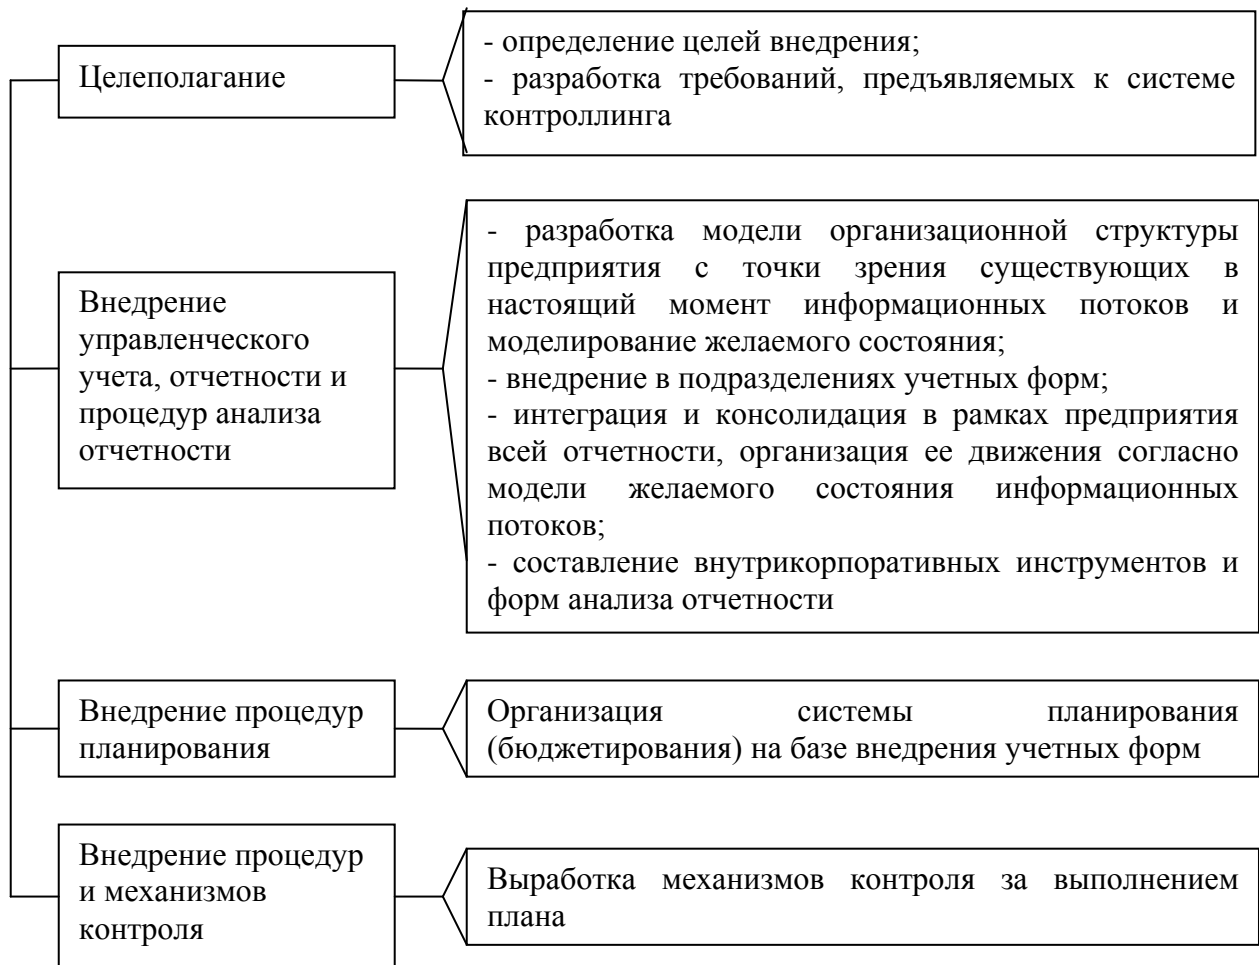 Целеполагание
- определение целей внедрения;
- разработка требований, предъявляемых к системе
контроллинга
Внедрение
управленческого
учета, отчетности и
процедур анализа
отчетности
- разработка модели организационной структуры
предприятия с точки зрения существующих в
настоящий момент информационных потоков и
моделирование желаемого состояния;
- внедрение в подразделениях учетных форм;
- интеграция и консолидация в рамках предприятия
всей отчетности, организация ее движения согласно
модели желаемого состояния информационных
потоков;
- составление внутрикорпоративных инструментов и
форм анализа отчетности
Внедрение процедур
планирования
Организация системы планирования
(бюджетирования) на базе внедрения учетных форм
Внедрение процедур
и механизмов
контроля
Выработка механизмов контроля за выполнением
плана